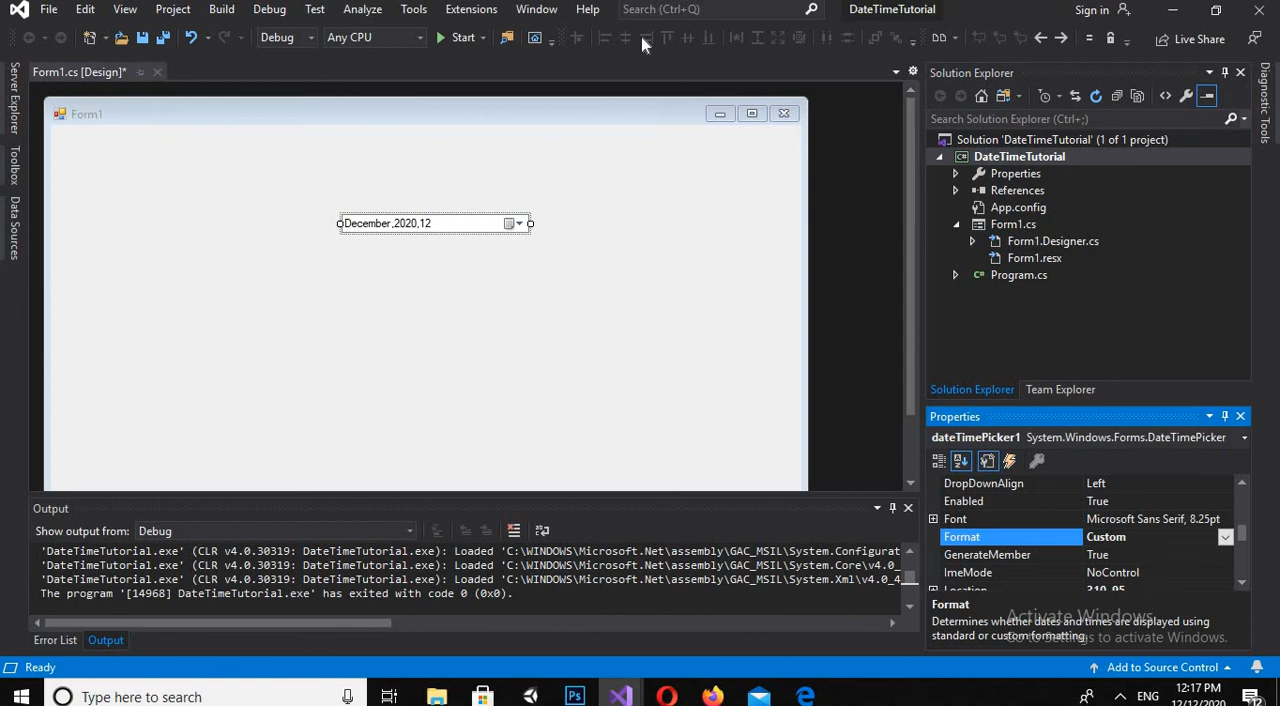 File Edit View Project Build Debug Test Analyze Tools Extensions Window Help Search (Ctrl+Q) DateTimeTutorial Sign in
Debug Any CPU Start Live Share
Server Explorer
Toolbox
Data Sources
Form1.cs [Design]*
Form1
December,2020,12
Solution Explorer
Search Solution Explorer (Ctrl+;)
Solution 'DateTimeTutorial' (1 of 1 project)
DateTimeTutorial
Properties
References
App.config
Form1.cs
Form1.Designer.cs
Form1.resx
Program.cs
Solution Explorer Team Explorer
Diagnostic Tools
Properties
dateTimePicker1 System.Windows.Forms.DateTimePicker
DropDownAlign Left
Enabled True
Font Microsoft Sans Serif, 8.25pt
Format Custom
GenerateMember True
ImeMode NoControl
Location 310, 95
Format
Determines whether dates and times are displayed using standard or custom formatting.
Activate Windows
Go to Settings to activate Windows.
Output
Show output from: Debug
'DateTimeTutorial.exe' (CLR v4.0.30319: DateTimeTutorial.exe): Loaded 'C:\WINDOWS\Microsoft.Net\assembly\GAC_MSIL\System.Configurat
'DateTimeTutorial.exe' (CLR v4.0.30319: DateTimeTutorial.exe): Loaded 'C:\WINDOWS\Microsoft.Net\assembly\GAC_MSIL\System.Core\v4.0_
'DateTimeTutorial.exe' (CLR v4.0.30319: DateTimeTutorial.exe): Loaded 'C:\WINDOWS\Microsoft.Net\assembly\GAC_MSIL\System.Xml\v4.0_4
The program '[14968] DateTimeTutorial.exe' has exited with code 0 (0x0).
Error List Output
Ready Add to Source Control
Type here to search Ps ENG 12:17 PM
12/12/2020